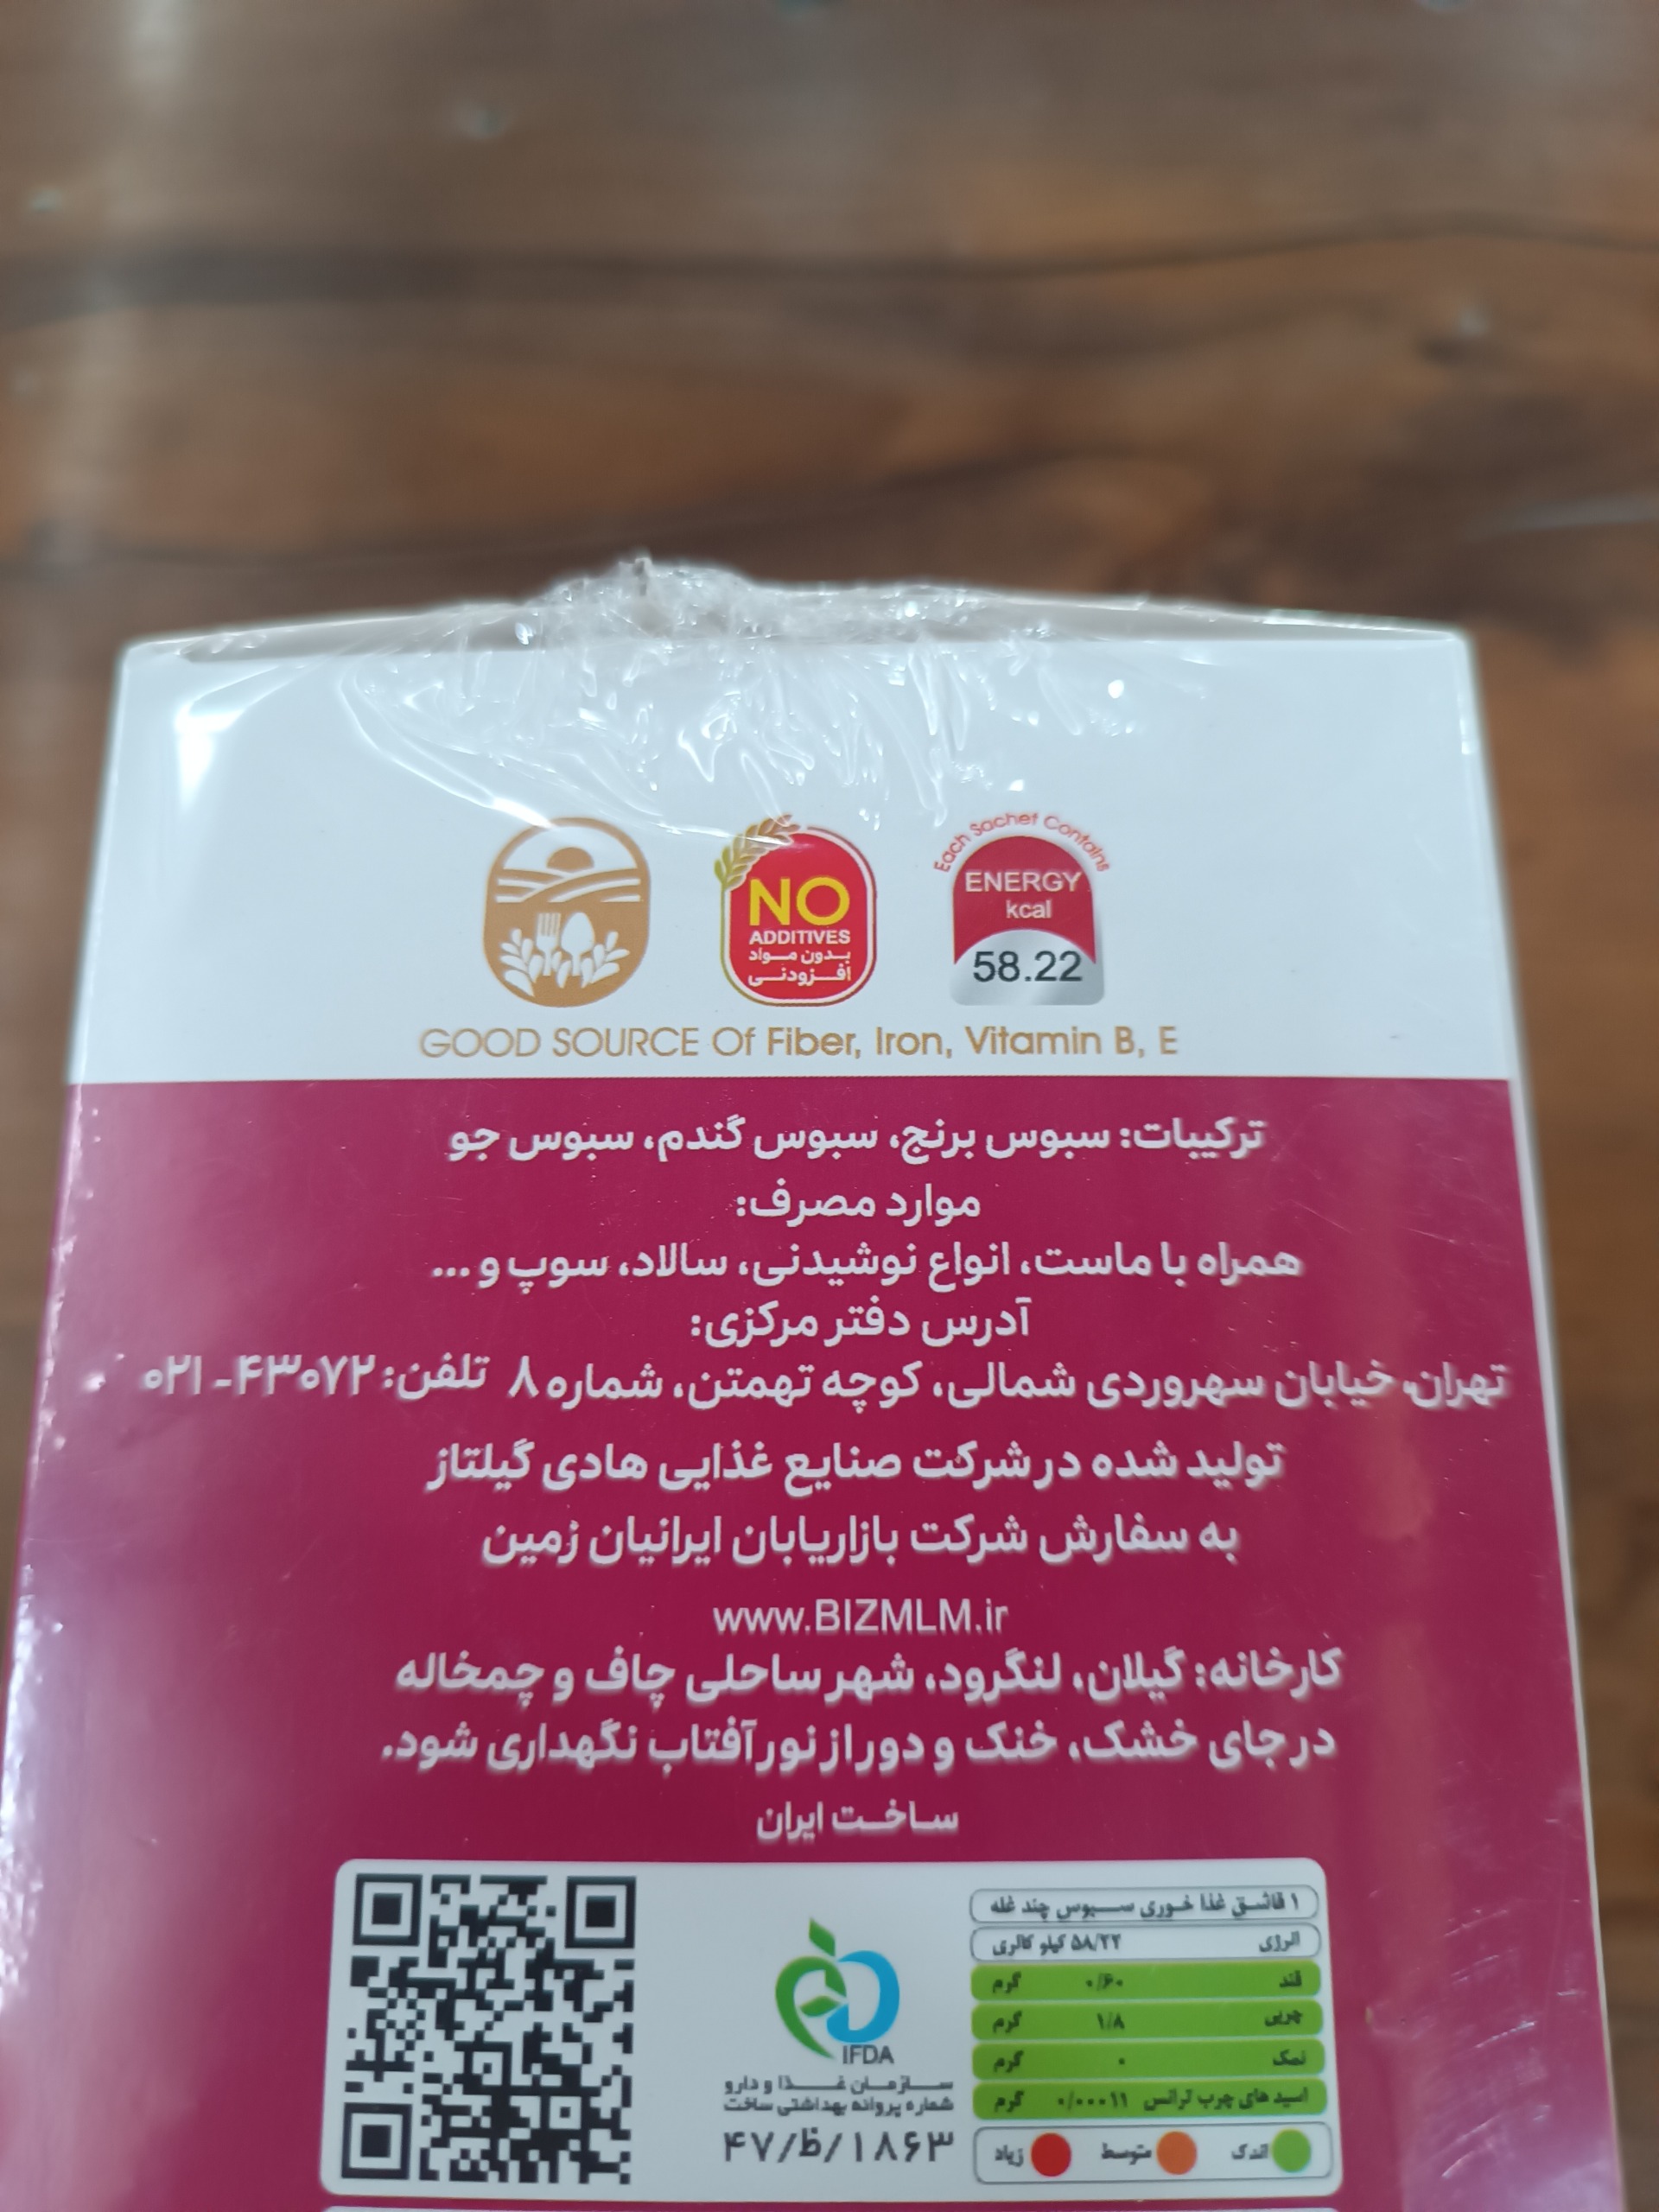 Each Sachet Contains
ENERGY
kcal
58.22
NO
ADDITIVES
بدون مواد
افزودنی
GOOD SOURCE Of Fiber, Iron, Vitamin B, E
ترکیبات: سبوس برنج، سبوس گندم، سبوس جو
موارد مصرف:
همراه با ماست، انواع نوشیدنی، سالاد، سوپ و ...
آدرس دفتر مرکزی:
تهران، خیابان سهروردی شمالی، کوچه تهمتن، شماره ۸ تلفن: ۴۳۰۷۲-۰۲۱
تولید شده در شرکت صنایع غذایی هادی گیلتاز
به سفارش شرکت بازاریابان ایرانیان زمین
www.BIZMLM.ir
کارخانه: گیلان، لنگرود، شهر ساحلی چاف و چمخاله
در جای خشک، خنک و دور از نور آفتاب نگهداری شود.
ساخت ایران
۱ قاشق غذا خوری سبوس چند غله
انرژی ۵۸/۲۲ کیلو کالری
قند ۰/۶۰ گرم
چربی ۱/۸ گرم
نمک ۰ گرم
اسید های چرب ترانس ۰/۰۰۰۱۱ گرم
اندک متوسط زیاد
IFDA
سازمان غذا و دارو
شماره پروانه بهداشتی ساخت
۴۷/ظ/۱۸۶۳